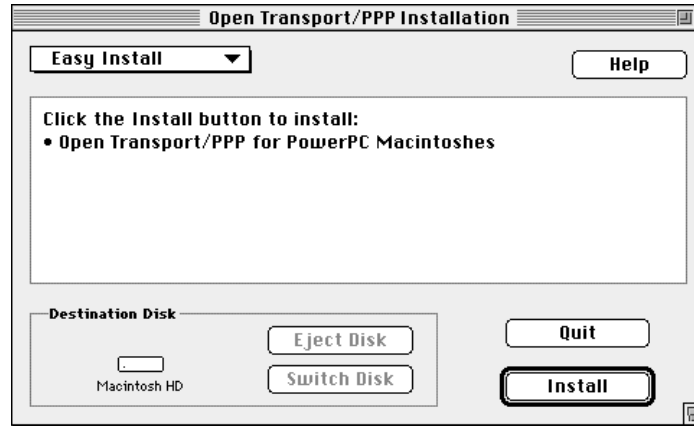 Open Transport/PPP Installation
Easy Install
Help
Click the Install button to install:
• Open Transport/PPP for PowerPC Macintoshes
Destination Disk
Eject Disk
Quit
Macintosh HD
Switch Disk
Install